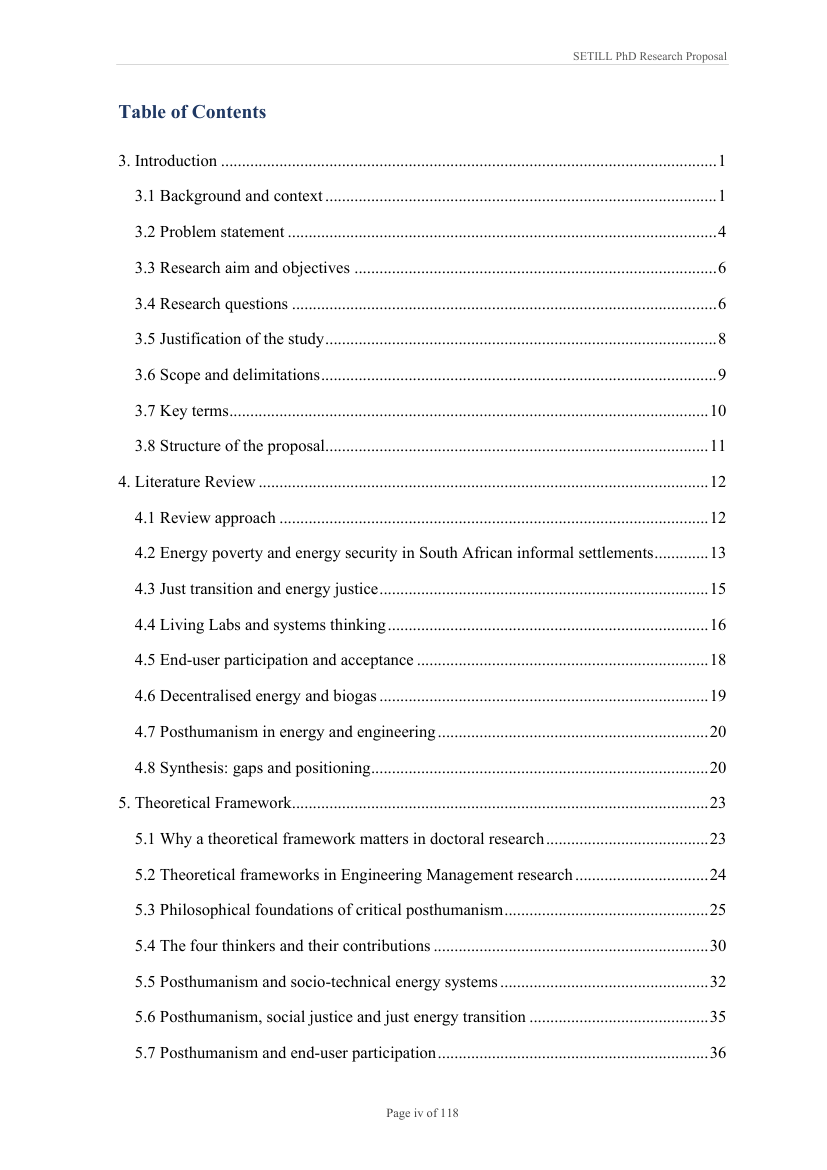 SETILL PhD Research Proposal
Table of Contents
3. Introduction ........................................................................................................................1
3.1 Background and context ...............................................................................................1
3.2 Problem statement .........................................................................................................4
3.3 Research aim and objectives ........................................................................................6
3.4 Research questions .......................................................................................................6
3.5 Justification of the study...............................................................................................8
3.6 Scope and delimitations................................................................................................9
3.7 Key terms....................................................................................................................10
3.8 Structure of the proposal.............................................................................................11
4. Literature Review .............................................................................................................12
4.1 Review approach ........................................................................................................12
4.2 Energy poverty and energy security in South African informal settlements.............13
4.3 Just transition and energy justice................................................................................15
4.4 Living Labs and systems thinking..............................................................................16
4.5 End-user participation and acceptance .......................................................................18
4.6 Decentralised energy and biogas ................................................................................19
4.7 Posthumanism in energy and engineering..................................................................20
4.8 Synthesis: gaps and positioning..................................................................................20
5. Theoretical Framework.....................................................................................................23
5.1 Why a theoretical framework matters in doctoral research .......................................23
5.2 Theoretical frameworks in Engineering Management research ................................24
5.3 Philosophical foundations of critical posthumanism.................................................25
5.4 The four thinkers and their contributions ..................................................................30
5.5 Posthumanism and socio-technical energy systems ..................................................32
5.6 Posthumanism, social justice and just energy transition ...........................................35
5.7 Posthumanism and end-user participation.................................................................36
Page iv of 118